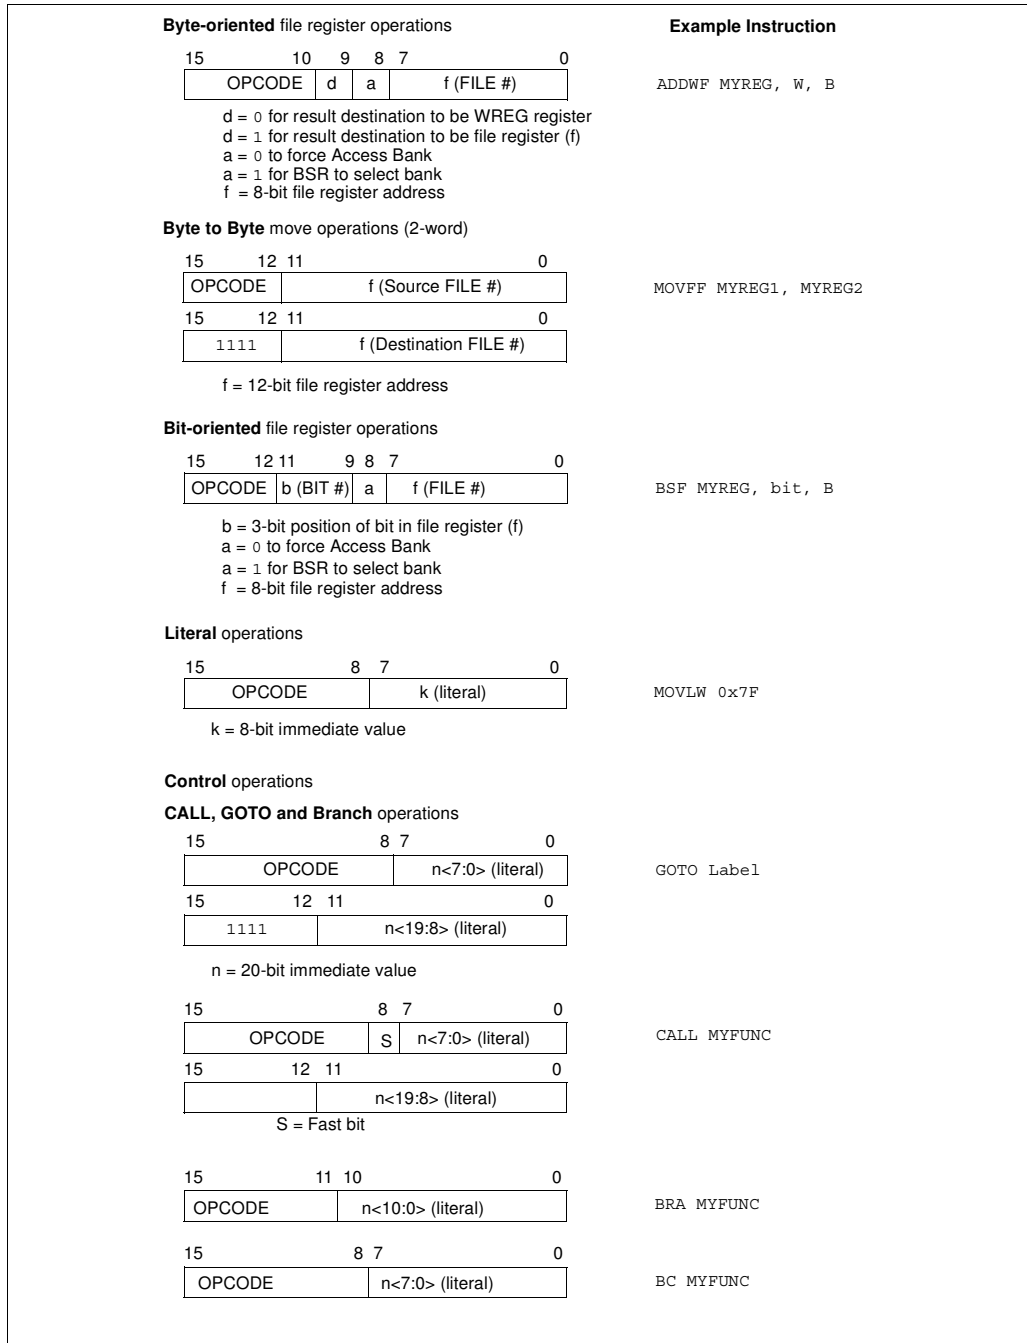 Byte-oriented file register operations Example Instruction
15 10 9 8 7 0
OPCODE d a f (FILE #) ADDWF MYREG, W, B
d = 0 for result destination to be WREG register
d = 1 for result destination to be file register (f)
a = 0 to force Access Bank
a = 1 for BSR to select bank
f = 8-bit file register address
Byte to Byte move operations (2-word)
15 12 11 0
OPCODE f (Source FILE #) MOVFF MYREG1, MYREG2
15 12 11 0
1111 f (Destination FILE #)
f = 12-bit file register address
Bit-oriented file register operations
15 12 11 9 8 7 0
OPCODE b (BIT #) a f (FILE #) BSF MYREG, bit, B
b = 3-bit position of bit in file register (f)
a = 0 to force Access Bank
a = 1 for BSR to select bank
f = 8-bit file register address
Literal operations
15 8 7 0
OPCODE k (literal) MOVLW 0x7F
k = 8-bit immediate value
Control operations
CALL, GOTO and Branch operations
15 8 7 0
OPCODE n<7:0> (literal) GOTO Label
15 12 11 0
1111 n<19:8> (literal)
n = 20-bit immediate value
15 8 7 0
OPCODE S n<7:0> (literal) CALL MYFUNC
15 12 11 0
n<19:8> (literal)
S = Fast bit
15 11 10 0
OPCODE n<10:0> (literal) BRA MYFUNC
15 8 7 0
OPCODE n<7:0> (literal) BC MYFUNC